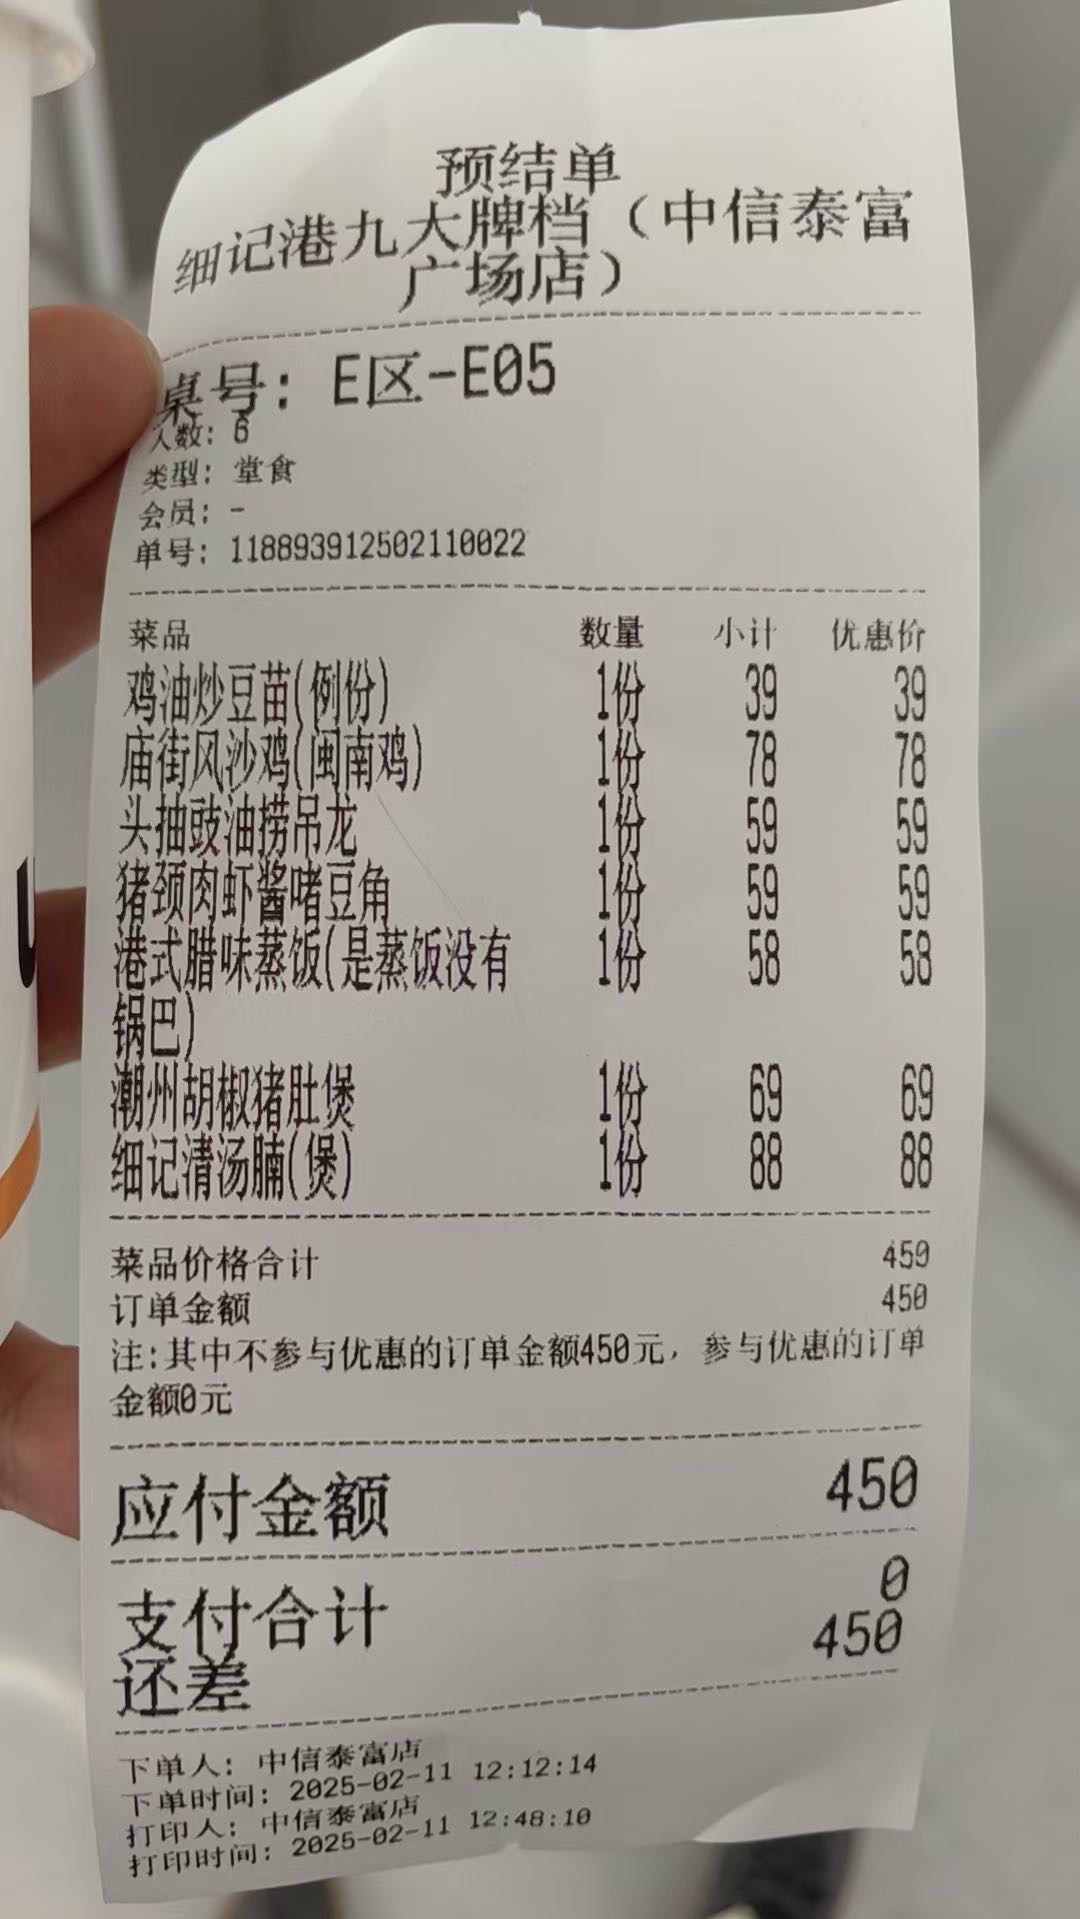 预结单
细记港九大牌档（中信泰富
广场店）
桌号: E区-E05
人数: 6
类型: 堂食
会员: -
单号: 118893912502110022
菜品 数量 小计 优惠价
鸡油炒豆苗(例份) 1份 39 39
庙街风沙鸡(闽南鸡) 1份 78 78
头抽豉油捞吊龙 1份 59 59
猪颈肉虾酱啫豆角 1份 59 59
港式腊味蒸饭(是蒸饭没有 1份 58 58
锅巴)
潮州胡椒猪肚煲 1份 69 69
细记清汤腩(煲) 1份 88 88
菜品价格合计 450
订单金额 450
注:其中不参与优惠的订单金额450元，参与优惠的订单
金额0元
应付金额 450
支付合计 0
还差 450
下单人: 中信泰富店
下单时间: 2025-02-11 12:12:14
打印人: 中信泰富店
打印时间: 2025-02-11 12:48:10